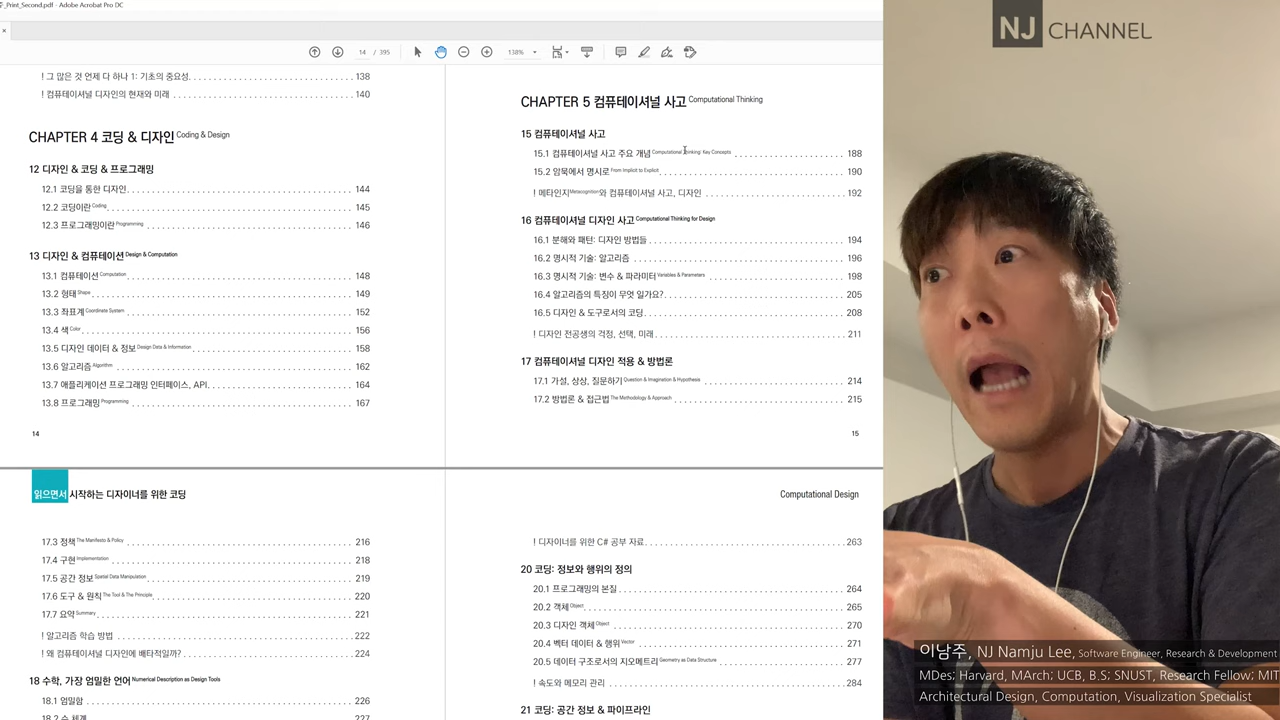 _Print_Second.pdf - Adobe Acrobat Pro DC
14 / 395
138%
! 그 많은 것 언제 다 하나 1: 기초의 중요성 138
! 컴퓨테이셔널 디자인의 현재와 미래 140
CHAPTER 4 코딩 & 디자인 Coding & Design
12 디자인 & 코딩 & 프로그래밍
12.1 코딩을 통한 디자인 144
12.2 코딩이란 Coding 145
12.3 프로그래밍이란 Programming 146
13 디자인 & 컴퓨테이션 Design & Computation
13.1 컴퓨테이션 Computation 148
13.2 형태 Shape 149
13.3 좌표계 Coordinate System 152
13.4 색 Color 156
13.5 디자인 데이터 & 정보 Design Data & Information 158
13.6 알고리즘 Algorithm 162
13.7 애플리케이션 프로그래밍 인터페이스, API 164
13.8 프로그래밍 Programming 167
14
CHAPTER 5 컴퓨테이셔널 사고 Computational Thinking
15 컴퓨테이셔널 사고
15.1 컴퓨테이셔널 사고 주요 개념 Computational Thinking: Key Concepts 188
15.2 암묵에서 명시로 From Implicit to Explicit 190
! 메타인지Metacognition와 컴퓨테이셔널 사고, 디자인 192
16 컴퓨테이셔널 디자인 사고 Computational Thinking for Design
16.1 분해와 패턴: 디자인 방법들 194
16.2 명시적 기술: 알고리즘 196
16.3 명시적 기술: 변수 & 파라미터 Variables & Parameters 198
16.4 알고리즘의 특징이 무엇 일가요? 205
16.5 디자인 & 도구로서의 코딩 208
! 디자인 전공생의 걱정, 선택, 미래 211
17 컴퓨테이셔널 디자인 적용 & 방법론
17.1 가설, 상상, 질문하기 Question & Imagination & Hypothesis 214
17.2 방법론 & 접근법 The Methodology & Approach 215
15
읽으면서 시작하는 디자이너를 위한 코딩
17.3 정책 The Manifesto & Policy 216
17.4 구현 Implementation 218
17.5 공간 정보 Spatial Data Manipulation 219
17.6 도구 & 원칙 The Tool & The Principle 220
17.7 요약 Summary 221
! 알고리즘 학습 방법 222
! 왜 컴퓨테이셔널 디자인에 배타적일까? 224
18 수학, 가장 엄밀한 언어 Numerical Description as Design Tools
18.1 엄밀함 226
18.2 수 체계 227
Computational Design
! 디자이너를 위한 C# 공부 자료 263
20 코딩: 정보와 행위의 정의
20.1 프로그래밍의 본질 264
20.2 객체 Object 265
20.3 디자인 객체 Object 270
20.4 벡터 데이터 & 행위 Vector 271
20.5 데이터 구조로서의 지오메트리 Geometry as Data Structure 277
! 속도와 메모리 관리 284
21 코딩: 공간 정보 & 파이프라인
NJ CHANNEL
이남주, NJ Namju Lee, Software Engineer, Research & Development
MDes; Harvard, MArch; UCB, B.S; SNUST, Research Fellow; MIT
Architectural Design, Computation, Visualization Specialist